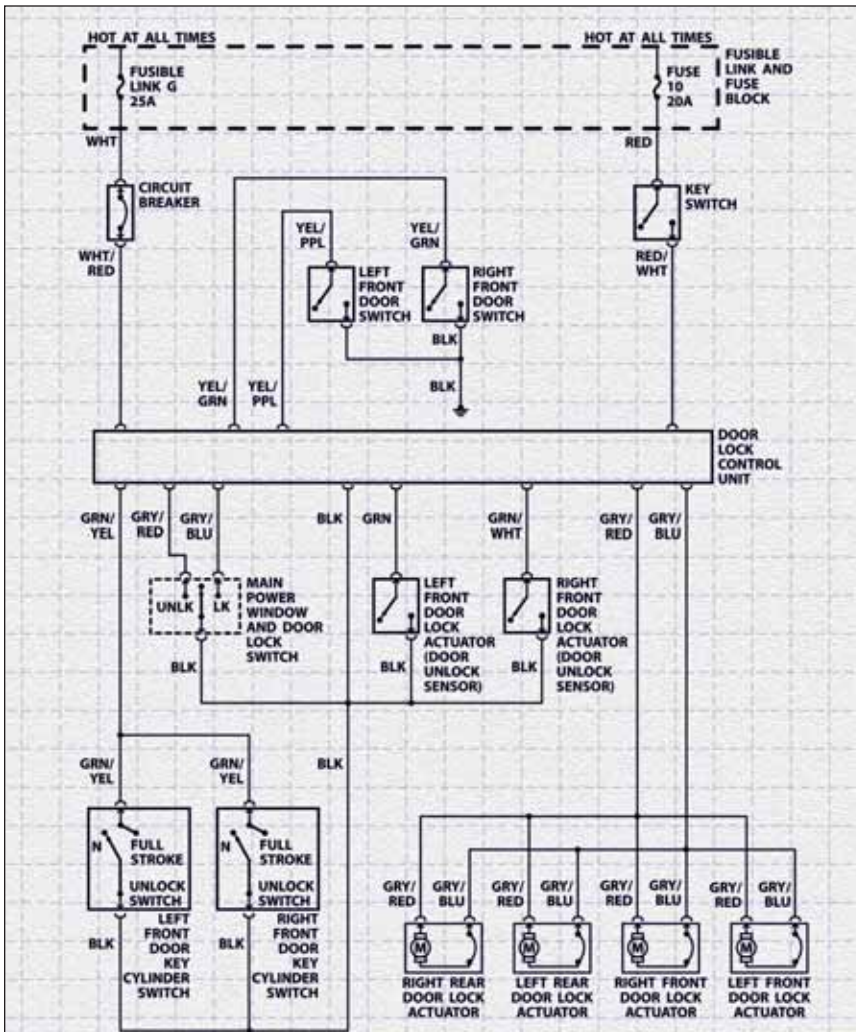 HOT AT ALL TIMES
HOT AT ALL TIMES
FUSIBLE
LINK G
25A
FUSE
10
20A
FUSIBLE
LINK AND
FUSE
BLOCK
WHT
RED
CIRCUIT
BREAKER
KEY
SWITCH
YEL/
PPL
YEL/
GRN
WHT/
RED
LEFT
FRONT
DOOR
SWITCH
RIGHT
FRONT
DOOR
SWITCH
RED/
WHT
BLK
BLK
YEL/
GRN
YEL/
PPL
DOOR
LOCK
CONTROL
UNIT
GRN/
YEL
GRY/
RED
GRY/
BLU
BLK
GRN
GRN/
WHT
GRY/
RED
GRY/
BLU
UNLK
LK
MAIN
POWER
WINDOW
AND DOOR
LOCK
SWITCH
LEFT
FRONT
DOOR
LOCK
ACTUATOR
(DOOR
UNLOCK
SENSOR)
RIGHT
FRONT
DOOR
LOCK
ACTUATOR
(DOOR
UNLOCK
SENSOR)
BLK
BLK
BLK
GRN/
YEL
GRN/
YEL
BLK
N
FULL
STROKE
UNLOCK
SWITCH
N
FULL
STROKE
UNLOCK
SWITCH
BLK
LEFT
FRONT
DOOR
KEY
CYLINDER
SWITCH
BLK
RIGHT
FRONT
DOOR
KEY
CYLINDER
SWITCH
GRY/
RED
GRY/
BLU
GRY/
RED
GRY/
BLU
GRY/
RED
GRY/
BLU
GRY/
RED
GRY/
BLU
M
M
M
M
RIGHT REAR
DOOR LOCK
ACTUATOR
LEFT REAR
DOOR LOCK
ACTUATOR
RIGHT FRONT
DOOR LOCK
ACTUATOR
LEFT FRONT
DOOR LOCK
ACTUATOR